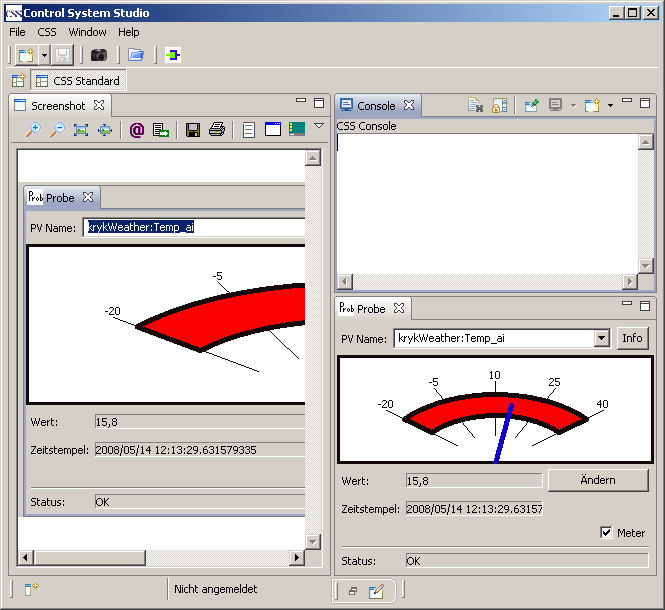 CSS Control System Studio
File CSS Window Help
CSS Standard
Screenshot
Prob Probe
PV Name: krykWeather:Temp_ai
-20 -5
Wert: 15,8
Zeitstempel: 2008/05/14 12:13:29.631579335
Status: OK
Console
CSS Console
Prob Probe
PV Name: krykWeather:Temp_ai Info
-20 -5 10 25 40
Wert: 15,8 Ändern
Zeitstempel: 2008/05/14 12:13:29.63157
Meter
Status: OK
Nicht angemeldet